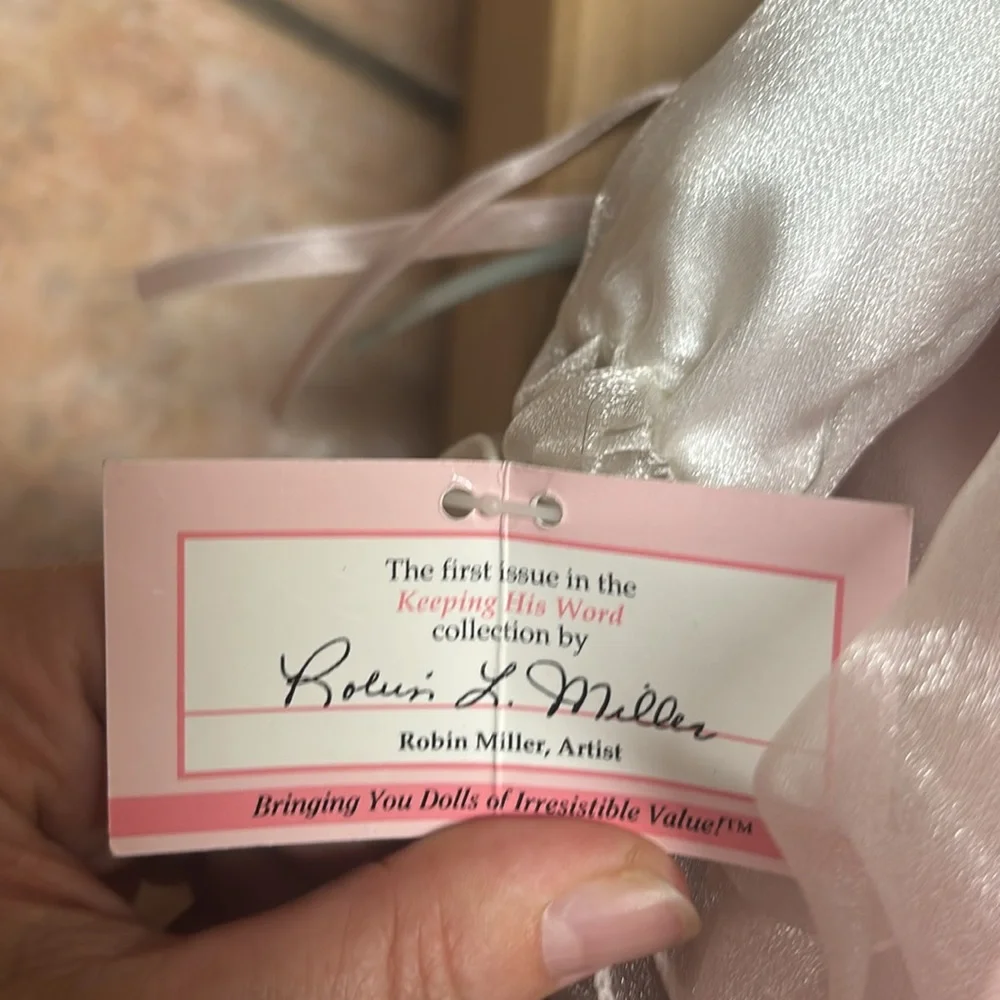 The first issue in the
Keeping His Word
collection by
Robin L. Miller
Robin Miller, Artist
Bringing You Dolls of Irresistible Value!™